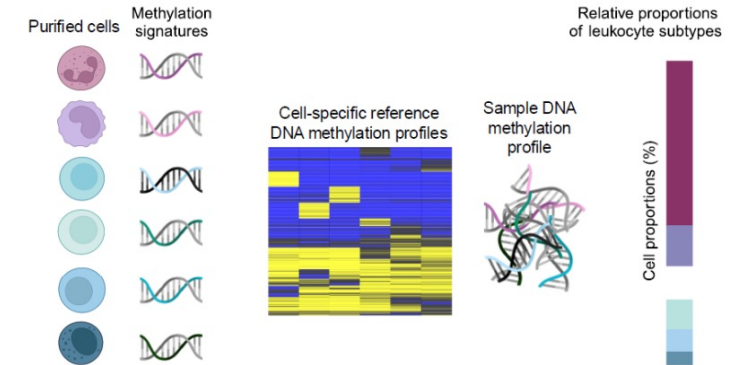 Purified cells
Methylation
signatures
Cell-specific reference
DNA methylation profiles
Sample DNA
methylation
profile
Relative proportions
of leukocyte subtypes
Cell proportions (%)